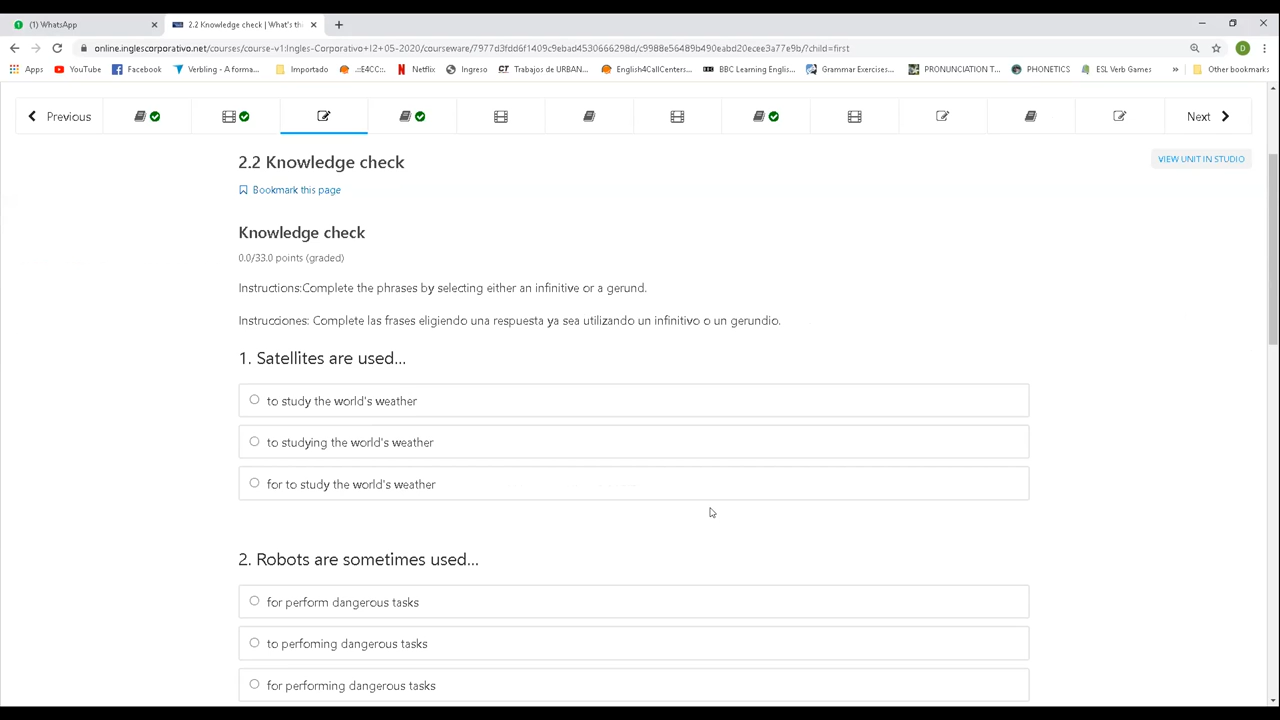 (1) WhatsApp
2.2 Knowledge check | What's th
online.inglescorporativo.net/courses/course-v1:Ingles-Corporativo+I2+05-2020/courseware/7977d3fdd6f1409c9ebad4530666298d/c9988e56489b490eabd20ecee3a77e9b/?child=first
D
Apps YouTube Facebook Verbling - A forma... Importado .::E4CC::. Netflix Ingreso Trabajos de URBAN... English4CallCenters... BBC Learning Englis... Grammar Exercises... PRONUNCIATION T... PHONETICS ESL Verb Games » Other bookmarks
Previous Next
2.2 Knowledge check
VIEW UNIT IN STUDIO
Bookmark this page
Knowledge check
0.0/33.0 points (graded)
Instructions:Complete the phrases by selecting either an infinitive or a gerund.
Instrucciones: Complete las frases eligiendo una respuesta ya sea utilizando un infinitivo o un gerundio.
1. Satellites are used...
to study the world's weather
to studying the world's weather
for to study the world's weather
2. Robots are sometimes used...
for perform dangerous tasks
to perfoming dangerous tasks
for performing dangerous tasks